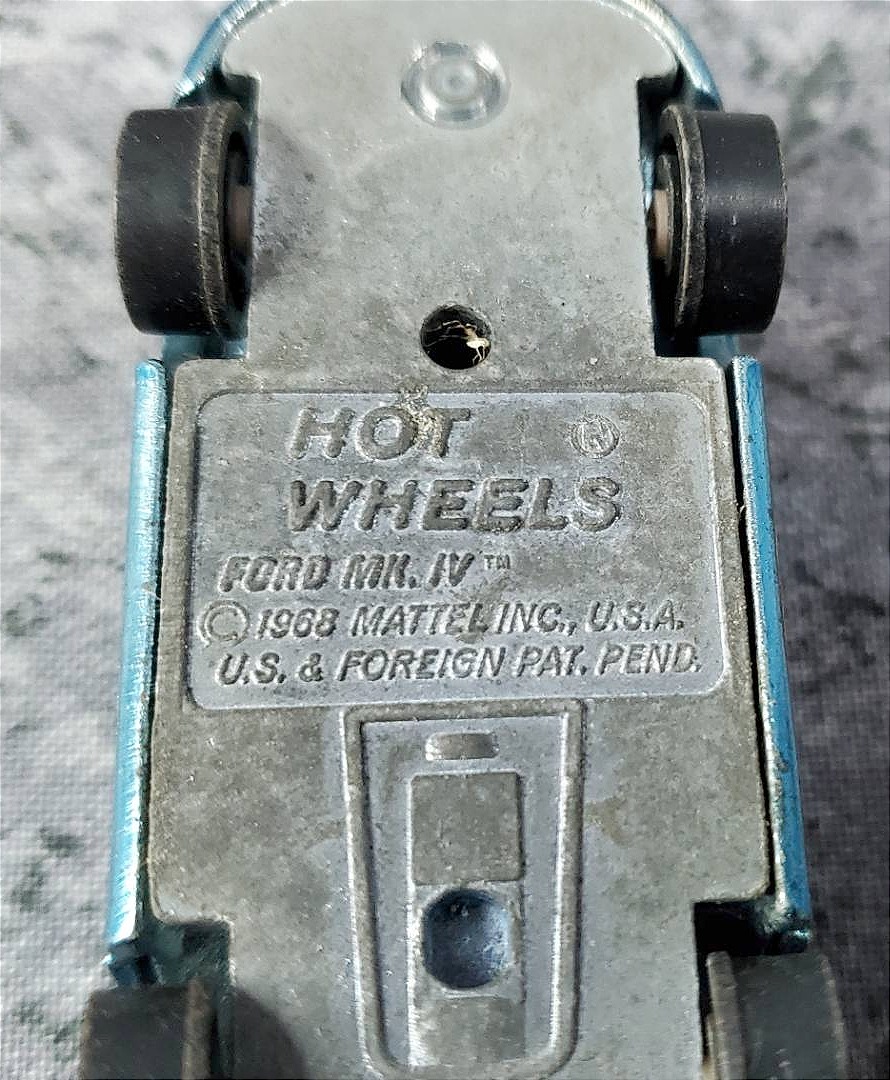 HOT ®
WHEELS
FORD MK. IV™
© 1968 MATTEL INC., U.S.A.
U.S. & FOREIGN PAT. PEND.